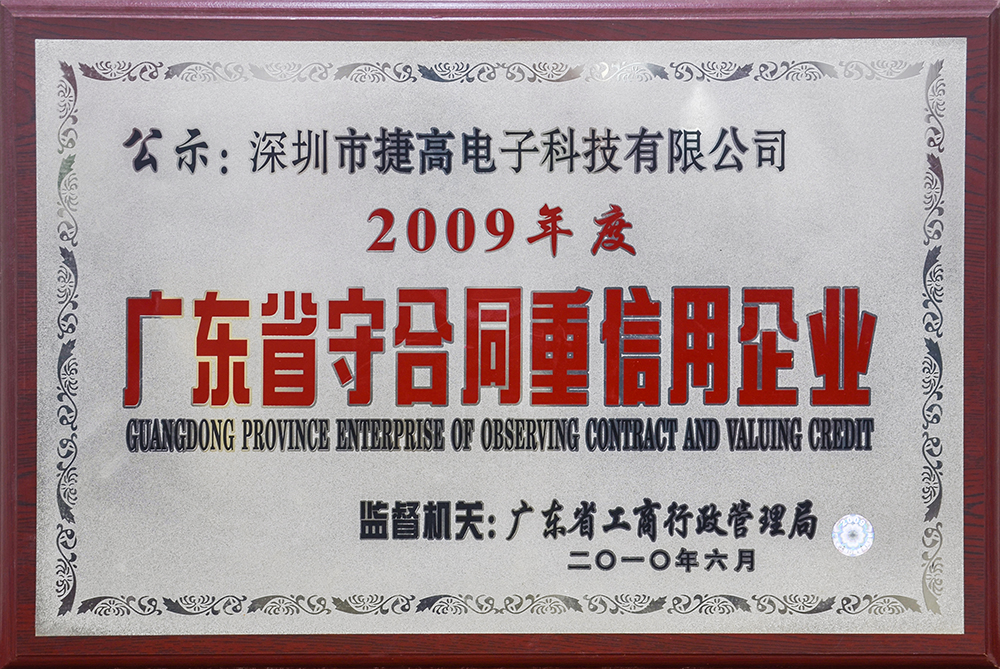 公示：深圳市捷高电子科技有限公司
2009年度
广东省守合同重信用企业
GUANGDONG PROVINCE ENTERPRISE OF OBSERVING CONTRACT AND VALUING CREDIT
监督机关：广东省工商行政管理局
2009
二〇一〇年六月